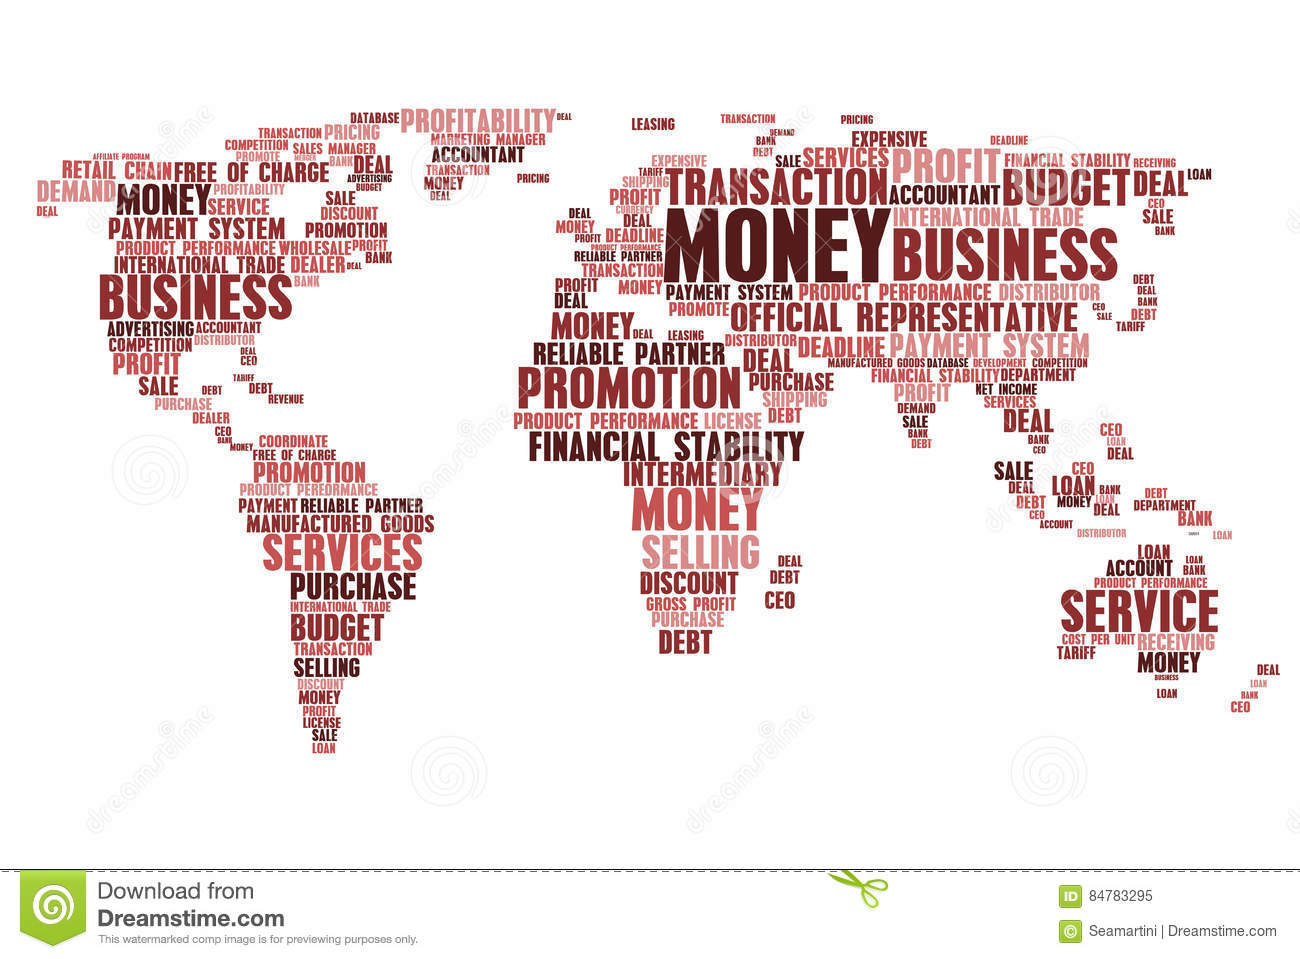 DATABASE PROFITABILITY DEAL
TRANSACTION PRICING MARKETING MANAGER
COMPETITION SALES MANAGER ACCOUNTANT
AFFILIATE PROGRAM PROMOTE MERGER BANK DEAL TRANSACTION
RETAIL CHAIN FREE OF CHARGE ADVERTISING MONEY PRICING
DEMAND MONEY PROFITABILITY BUDGET DEAL
DEAL SERVICE SALE
DISCOUNT
PAYMENT SYSTEM PROMOTION
PRODUCT PERFORMANCE WHOLESALE PROFIT
INTERNATIONAL TRADE DEALER DEAL BANK
BUSINESS BANK
ADVERTISING ACCOUNTANT
COMPETITION DISTRIBUTOR
PROFIT DEAL
CEO
SALE TARIFF
DEBT DEBT
PURCHASE REVENUE
DEALER
CEO
BANK
MONEY COORDINATE
FREE OF CHARGE
PROMOTION
PRODUCT PEREORMANCE
PAYMENT RELIABLE PARTNER
MANUFACTURED GOODS
SERVICES
PURCHASE
INTERNATIONAL TRADE
BUDGET
TRANSACTION
SELLING
DISCOUNT
MONEY
PROFIT
LICENSE
SALE
LOAN
LEASING TRANSACTION PRICING
DEMAND
BANK EXPENSIVE DEADLINE
DEBT
EXPENSIVE SALE SERVICES PROFIT FINANCIAL STABILITY RECEIVING
TARIFF
SHIPPING TRANSACTION ACCOUNTANT BUDGET DEAL LOAN
PROFIT
CURRENCY CEO
DEAL DEAL MONEY INTERNATIONAL TRADE SALE
MONEY BANK
PROFIT DEADLINE BUSINESS
PRODUCT PERFORMANCE
RELIABLE PARTNER
TRANSACTION
PROFIT MONEY PAYMENT SYSTEM PRODUCT PERFORMANCE DISTRIBUTOR
DEAL PROMOTE OFFICIAL REPRESENTATIVE CEO
SALE
DEBT
DEAL
BANK
DEBT
TARIFF
MONEY DEAL LEASING DISTRIBUTOR DEADLINE PAYMENT SYSTEM
RELIABLE PARTNER DEAL MANUFACTURED GOODS DATABASE DEVELOPMENT COMPETITION
PROMOTION PURCHASE FINANCIAL STABILITY DEPARTMENT
SHIPPING PROFIT NET INCOME
SERVICES
PRODUCT PERFORMANCE LICENSE DEBT DEMAND
SALE DEAL
BANK BANK
DEBT CEO
FINANCIAL STABILITY
INTERMEDIARY
MONEY
SELLING
DISCOUNT
GROSS PROFIT
PURCHASE
DEBT
DEAL
DEBT
CEO
CEO
LOAN
DEAL
SALE CEO
DEAL LOAN BANK
DEBT MONEY LOAN
CEO DEAL
ACCOUNT
DISTRIBUTOR
DEBT
DEPARTMENT
BANK
LOAN
LOAN
ACCOUNT LOAN
BANK
PRODUCT PERFORMANCE
SERVICE
COST PER UNIT RECEIVING
TARIFF MONEY
BUSINESS
LOAN
DEAL
LOAN
BANK
CEO
dreamstime
Download from
Dreamstime.com
This watermarked comp image is for previewing purposes only.
ID 84783295
© Seamartini | Dreamstime.com